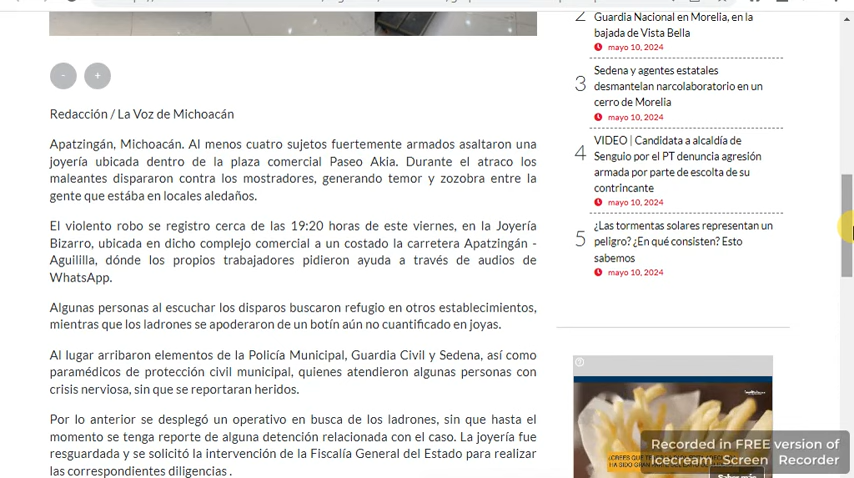 - +
Redacción / La Voz de Michoacán
Apatzingán, Michoacán. Al menos cuatro sujetos fuertemente armados asaltaron una
joyería ubicada dentro de la plaza comercial Paseo Akia. Durante el atraco los
maleantes dispararon contra los mostradores, generando temor y zozobra entre la
gente que estába en locales aledaños.
El violento robo se registro cerca de las 19:20 horas de este viernes, en la Joyería
Bizarro, ubicada en dicho complejo comercial a un costado la carretera Apatzingán -
Aguililla, dónde los propios trabajadores pidieron ayuda a través de audios de
WhatsApp.
Algunas personas al escuchar los disparos buscaron refugio en otros establecimientos,
mientras que los ladrones se apoderaron de un botín aún no cuantificado en joyas.
Al lugar arribaron elementos de la Policía Municipal, Guardia Civil y Sedena, así como
paramédicos de protección civil municipal, quienes atendieron algunas personas con
crisis nerviosa, sin que se reportaran heridos.
Por lo anterior se desplegó un operativo en busca de los ladrones, sin que hasta el
momento se tenga reporte de alguna detención relacionada con el caso. La joyería fue
resguardada y se solicitó la intervención de la Fiscalía General del Estado para realizar
las correspondientes diligencias .
2
Guardia Nacional en Morelia, en la
bajada de Vista Bella
mayo 10, 2024
3
Sedena y agentes estatales
desmantelan narcolaboratorio en un
cerro de Morelia
mayo 10, 2024
4
VIDEO | Candidata a alcaldía de
Senguio por el PT denuncia agresión
armada por parte de escolta de su
contrincante
mayo 10, 2024
5
¿Las tormentas solares representan un
peligro? ¿En qué consisten? Esto
sabemos
mayo 10, 2024
Recorded in FREE version of
Icecream Screen Recorder